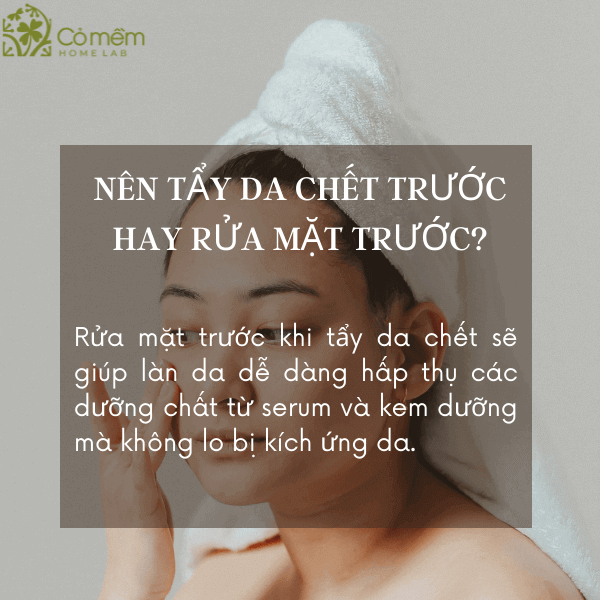 Cỏ mềm
HOME LAB
NÊN TẨY DA CHẾT TRƯỚC
HAY RỬA MẶT TRƯỚC?
Rửa mặt trước khi tẩy da chết sẽ
giúp làn da dễ dàng hấp thụ các
dưỡng chất từ serum và kem dưỡng
mà không lo bị kích ứng da.